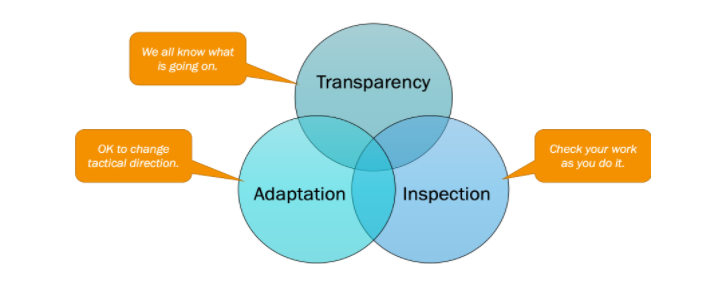 We all know what
is going on.
Transparency
OK to change
tactical direction.
Check your work
as you do it.
Adaptation
Inspection